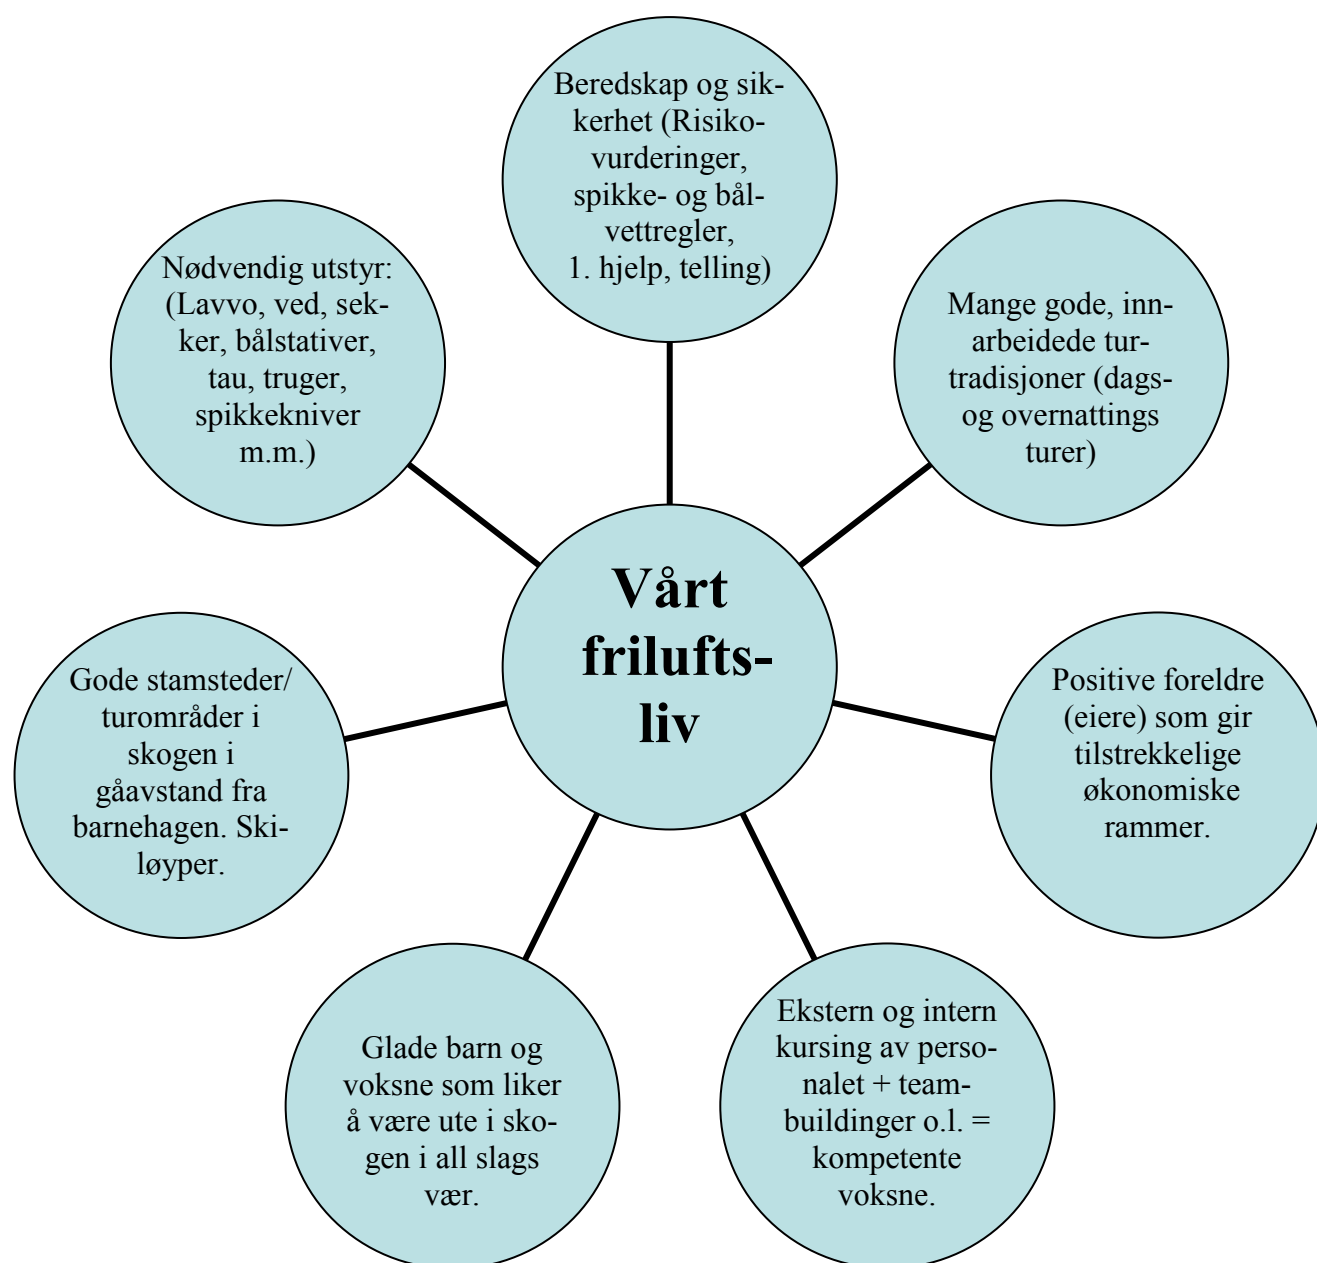 Beredskap og sik-
kerhet (Risiko-
vurderinger,
spikke- og bål-
vettregler,
1. hjelp, telling)
Nødvendig utstyr:
(Lavvo, ved, sek-
ker, bålstativer,
tau, truger,
spikkekniver
m.m.)
Mange gode, inn-
arbeidede tur-
tradisjoner (dags-
og overnattings
turer)
Vårt
frilufts-
liv
Gode stamsteder/
turområder i
skogen i
gåavstand fra
barnehagen. Ski-
løyper.
Positive foreldre
(eiere) som gir
tilstrekkelige
økonomiske
rammer.
Glade barn og
voksne som liker
å være ute i sko-
gen i all slags
vær.
Ekstern og intern
kursing av perso-
nalet + team-
buildinger o.l. =
kompetente
voksne.